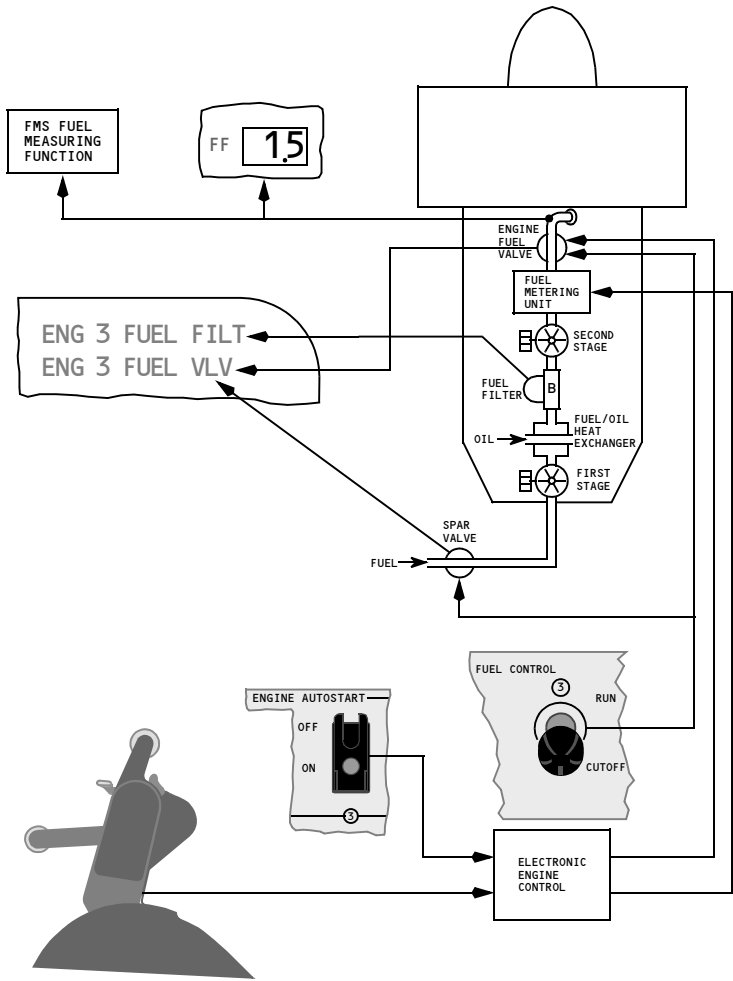 FMS FUEL
MEASURING
FUNCTION
FF 1.5
ENGINE
FUEL
VALVE
FUEL
METERING
UNIT
ENG 3 FUEL FILT
ENG 3 FUEL VLV
SECOND
STAGE
FUEL
FILTER
B
FUEL/OIL
HEAT
EXCHANGER
OIL
FIRST
STAGE
SPAR
VALVE
FUEL
FUEL CONTROL
3
RUN
CUTOFF
ENGINE AUTOSTART
OFF
ON
3
ELECTRONIC
ENGINE
CONTROL